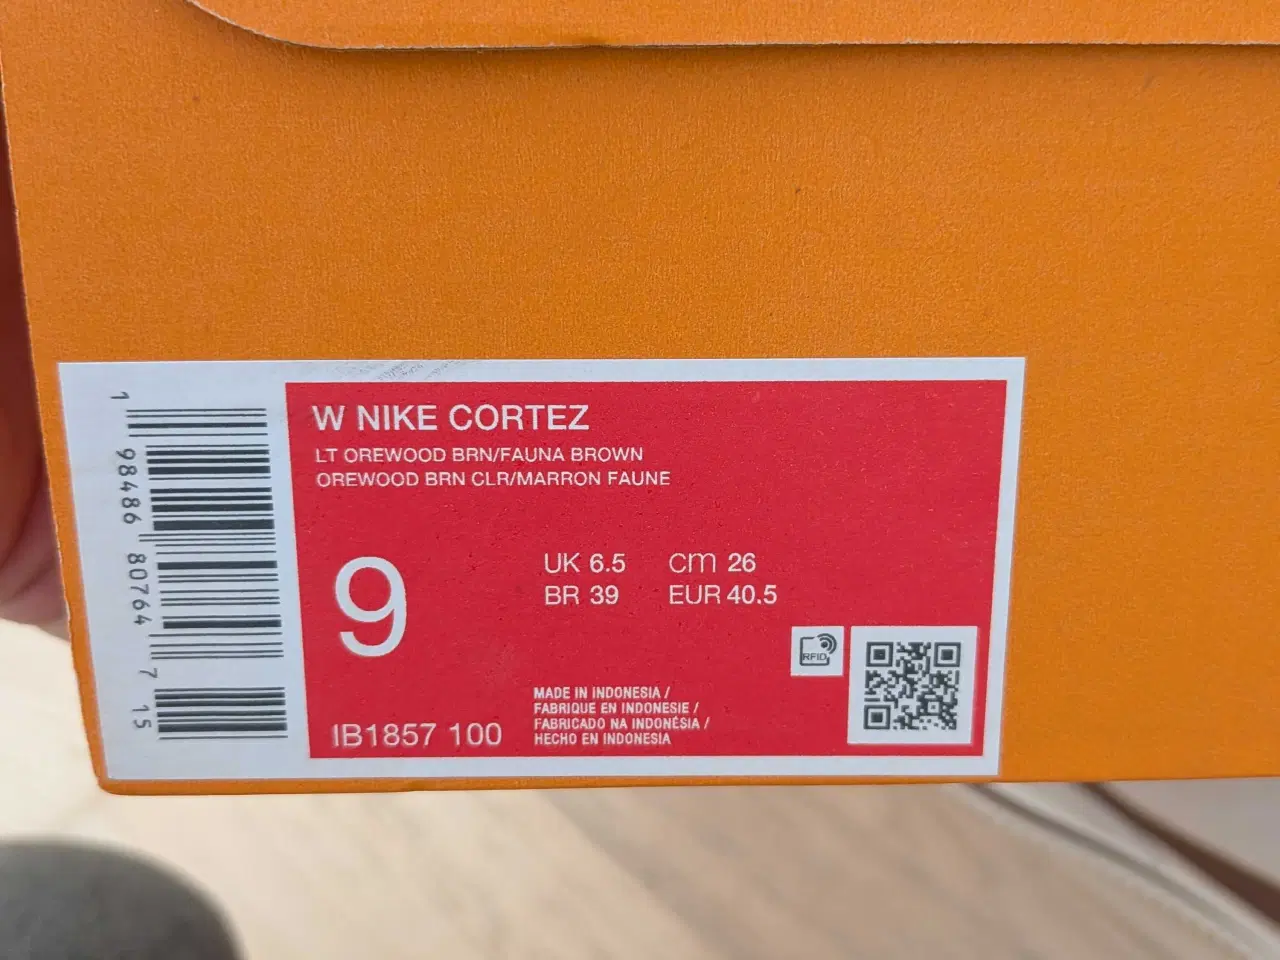 1 98486 80764 7 15
W NIKE CORTEZ
LT OREWOOD BRN/FAUNA BROWN
OREWOOD BRN CLR/MARRON FAUNE
9
UK 6.5 cm 26
BR 39 EUR 40.5
RFID
IB1857 100
MADE IN INDONESIA /
FABRIQUE EN INDONESIE /
FABRICADO NA INDONÉSIA /
HECHO EN INDONESIA